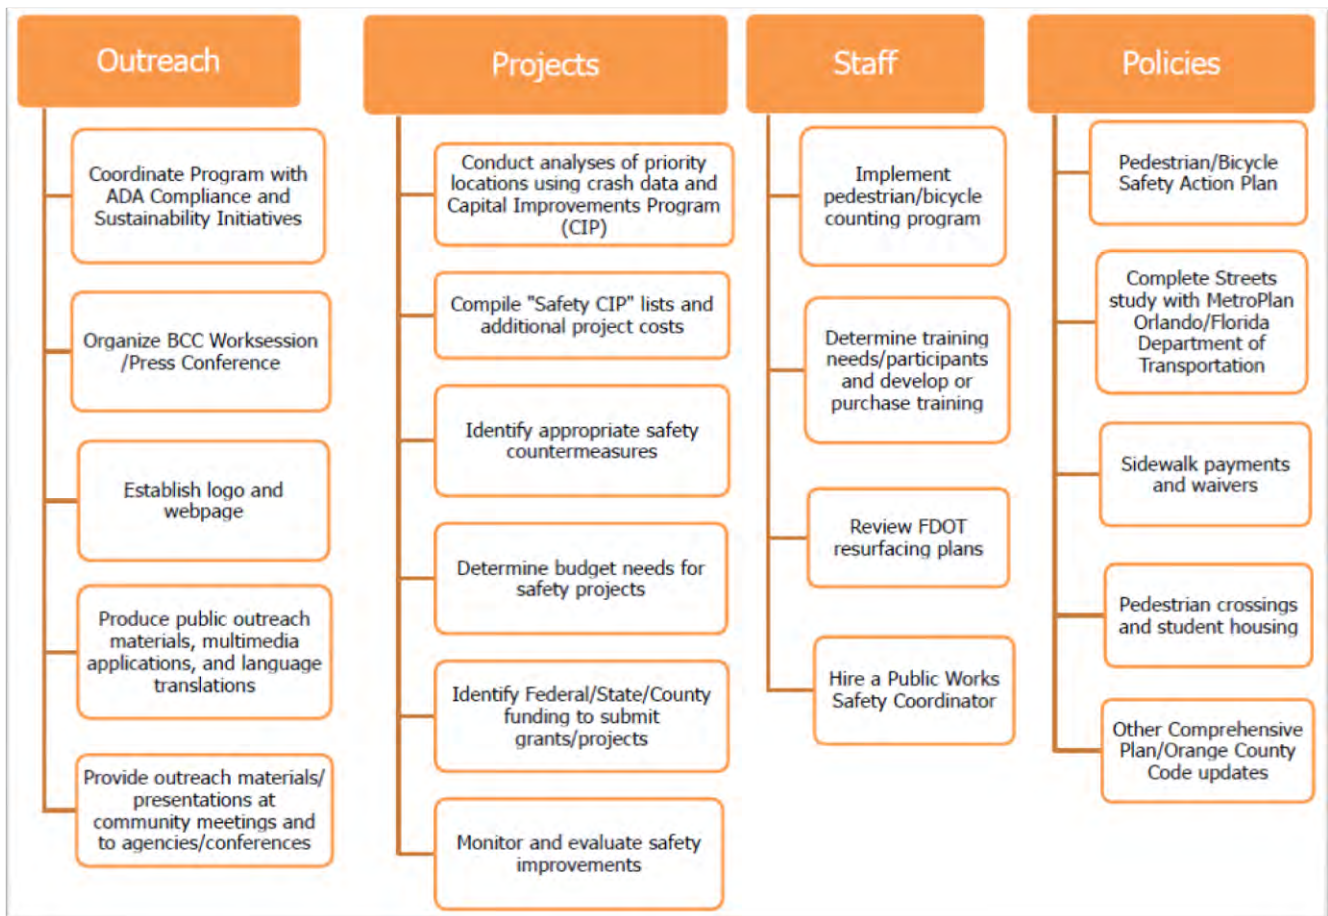 Outreach
Coordinate Program with
ADA Compliance and
Sustainability Initiatives
Organize BCC Worksession
/Press Conference
Establish logo and
webpage
Produce public outreach
materials, multimedia
applications, and language
translations
Provide outreach materials/
presentations at
community meetings and
to agencies/conferences
Projects
Conduct analyses of priority
locations using crash data and
Capital Improvements Program
(CIP)
Compile "Safety CIP" lists and
additional project costs
Identify appropriate safety
countermeasures
Determine budget needs for
safety projects
Identify Federal/State/County
funding to submit
grants/projects
Monitor and evaluate safety
improvements
Staff
Implement
pedestrian/bicycle
counting program
Determine training
needs/participants
and develop or
purchase training
Review FDOT
resurfacing plans
Hire a Public Works
Safety Coordinator
Policies
Pedestrian/Bicycle
Safety Action Plan
Complete Streets
study with MetroPlan
Orlando/Florida
Department of
Transportation
Sidewalk payments
and waivers
Pedestrian crossings
and student housing
Other Comprehensive
Plan/Orange County
Code updates